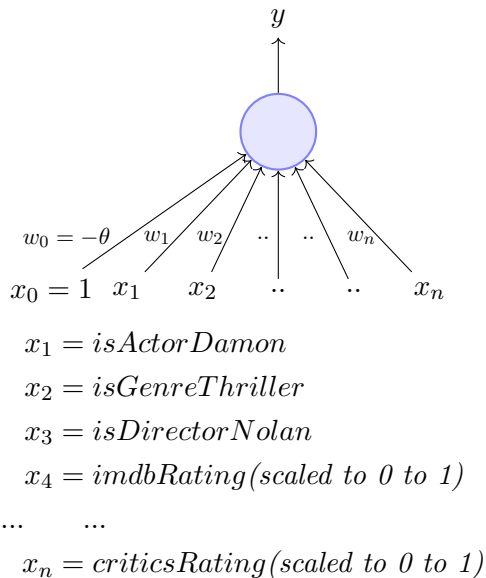 y
w₀ = −θ w₁ w₂ .. .. wₙ
x₀ = 1 x₁ x₂ .. .. xₙ
x₁ = isActorDamon
x₂ = isGenreThriller
x₃ = isDirectorNolan
x₄ = imdbRating(scaled to 0 to 1)
... ...
xₙ = criticsRating(scaled to 0 to 1)